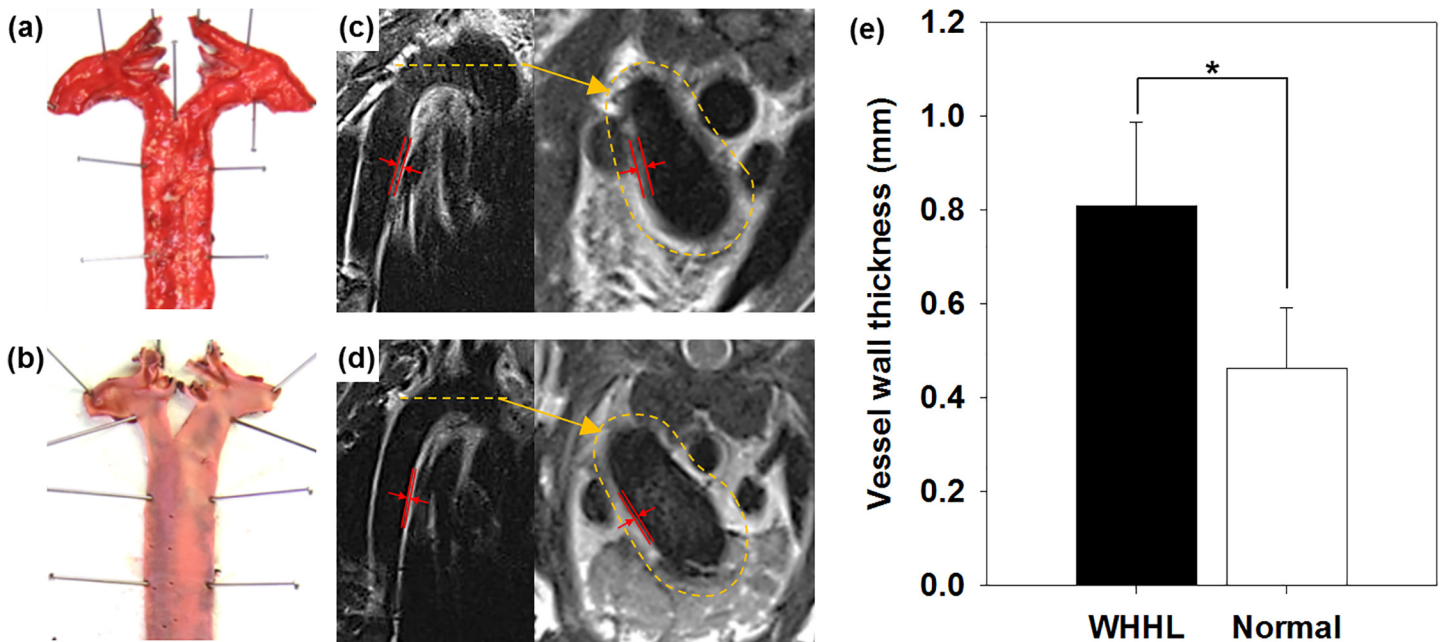 (a)
(c)
(e)
(b)
(d)
Vessel wall thickness (mm)
1.2
1.0
0.8
0.6
0.4
0.2
0.0
*
WHHL
Normal